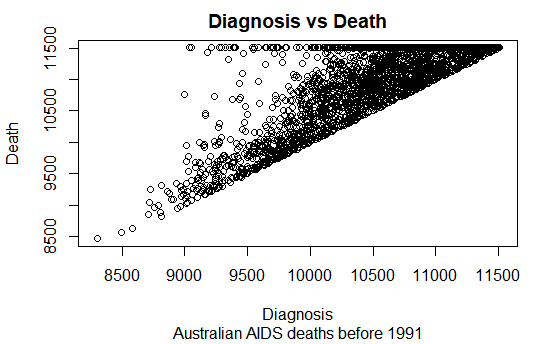 Diagnosis vs Death
Death
11500
10500
9500
8500
8500 9000 9500 10000 10500 11000 11500
Diagnosis
Australian AIDS deaths before 1991